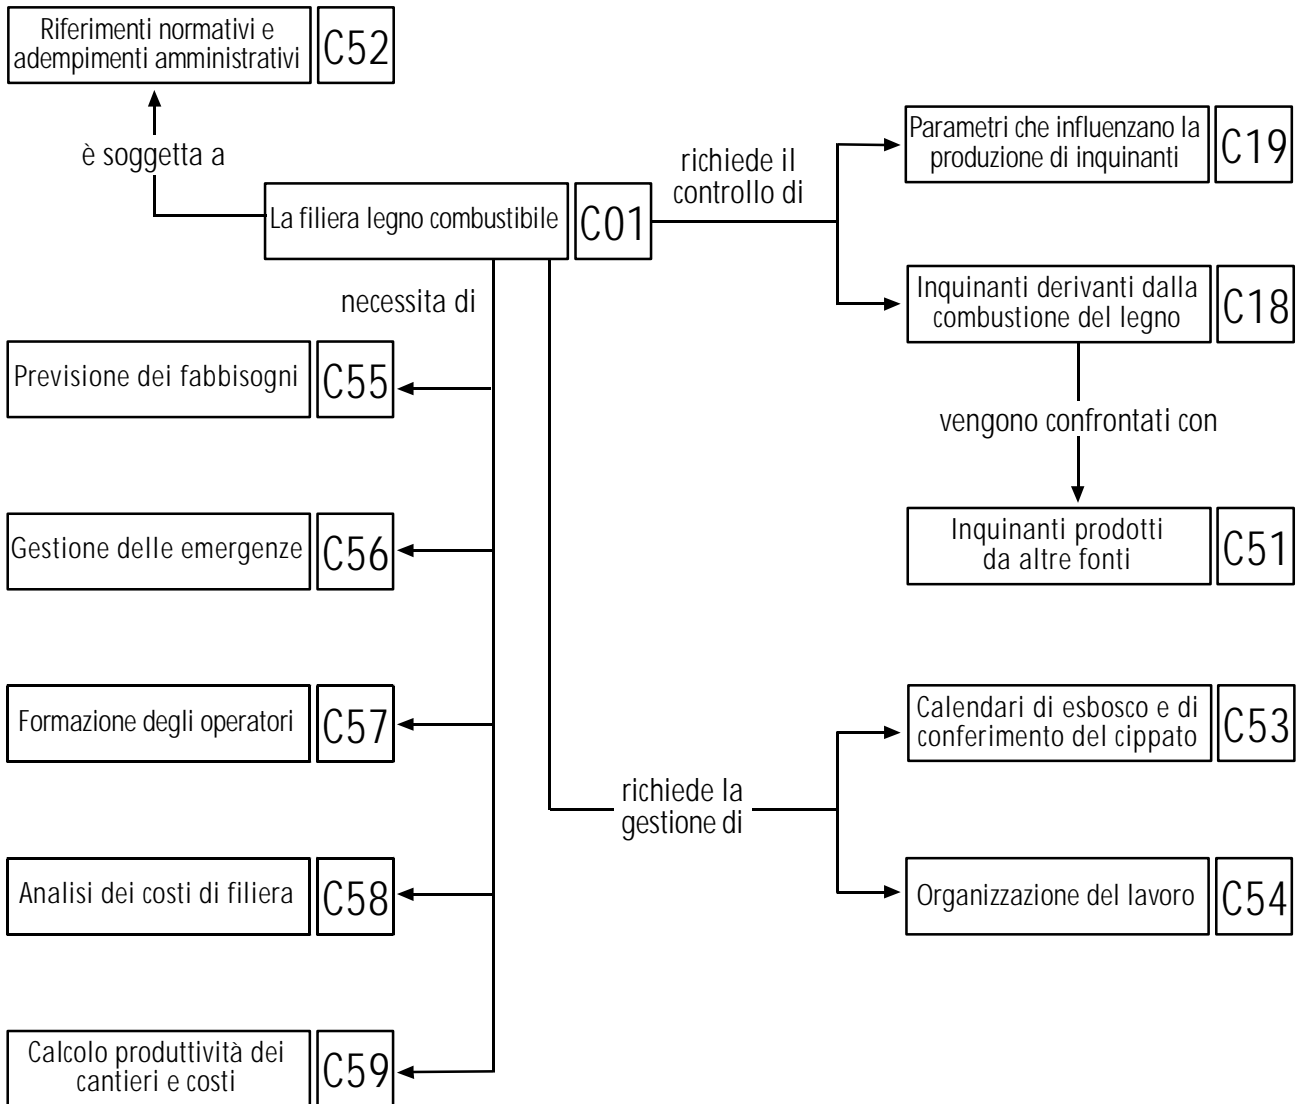 Riferimenti normativi e
adempimenti amministrativi
C52
è soggetta a
La filiera legno combustibile
C01
richiede il
controllo di
Parametri che influenzano la
produzione di inquinanti
C19
Inquinanti derivanti dalla
combustione del legno
C18
vengono confrontati con
Inquinanti prodotti
da altre fonti
C51
necessita di
Previsione dei fabbisogni
C55
Gestione delle emergenze
C56
Formazione degli operatori
C57
Analisi dei costi di filiera
C58
Calcolo produttività dei
cantieri e costi
C59
richiede la
gestione di
Calendari di esbosco e di
conferimento del cippato
C53
Organizzazione del lavoro
C54